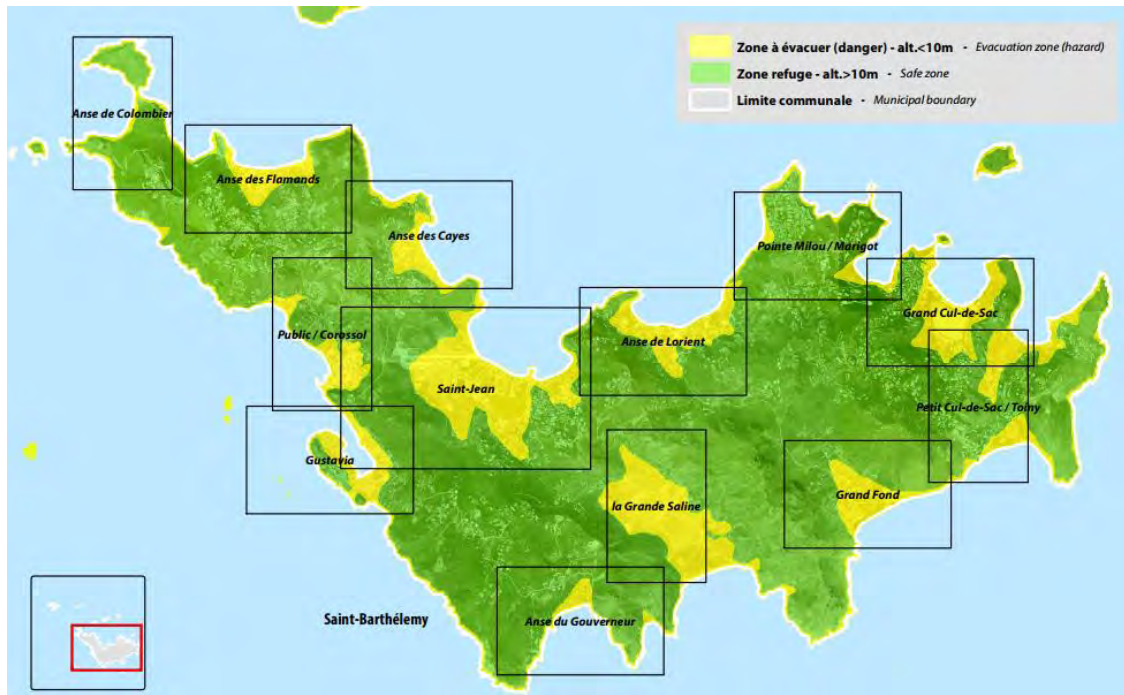 Zone à évacuer (danger) - alt.<10m - Evacuation zone (hazard)
Zone refuge - alt.>10m - Safe zone
Limite communale - Municipal boundary
Anse de Colombier
Anse des Flamands
Anse des Cayes
Pointe Milou / Marigot
Grand Cul-de-Sac
Public / Corossol
Anse de Lorient
Saint-Jean
Petit Cul-de-Sac / Toiny
Gustavia
la Grande Saline
Grand Fond
Saint-Barthélemy
Anse du Gouverneur